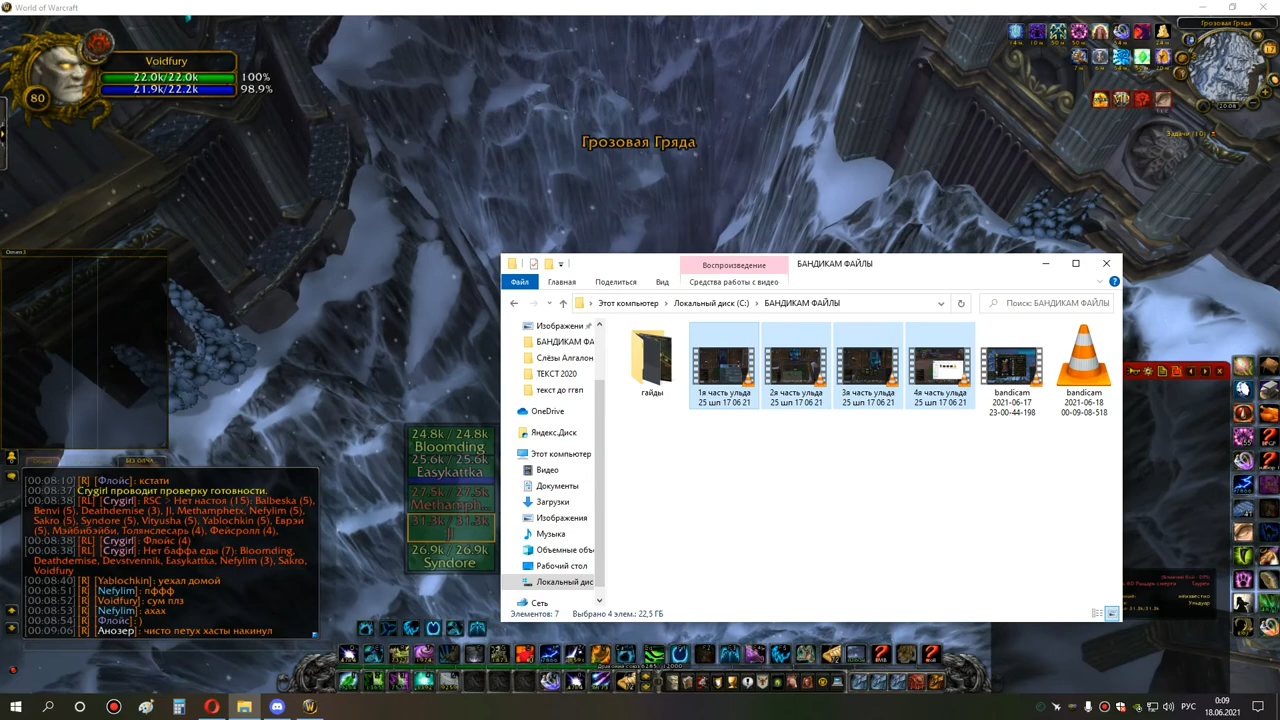 World of Warcraft
Voidfury
22.0k/22.0k 100%
21.9k/22.2k 98.9%
80
Грозовая Гряда
20:08
Задачи (10)
Грозовая Гряда
Omen3
Воспроизведение
БАНДИКАМ ФАЙЛЫ
Файл
Главная
Поделиться
Вид
Средства работы с видео
Этот компьютер
Локальный диск (C:)
БАНДИКАМ ФАЙЛЫ
Поиск: БАНДИКАМ ФАЙЛЫ
Изображени
БАНДИКАМ ФА
Слёзы Алгалон
ТЕКСТ 2020
текст до ггвп
OneDrive
Яндекс.Диск
Этот компьютер
Видео
Документы
Загрузки
Изображения
Музыка
Объемные объ
Рабочий стол
Локальный дис
Сеть
гайды
1я часть ульда
25 шп 17 06 21
2я часть ульда
25 шп 17 06 21
3я часть ульда
25 шп 17 06 21
4я часть ульда
25 шп 17 06 21
bandicam
2021-06-17
23-00-44-198
bandicam
2021-06-18
00-09-08-518
Элементов: 7
Выбрано 4 элем.: 22,5 ГБ
24.8k / 24.8k
Bloomding
25.6k / 25.6k
Easykattka
27.5k / 27.5k
Methamph...
31.3k / 31.3k
Jl
26.9k / 26.9k
Syndore
00:08:10] [R] [Флойс]: кстати
00:08:37 Crygirl проводит проверку готовности.
00:08:38 [RL] [Crygirl]: RSC > Нет настоя (15): Balbeska (5),
Benvi (5), Deathdemise (3), Jl, Methamphetx, Nefylim (5),
Sakro (5), Syndore (5), Vityusha (5), Yablochkin (5), Еврэи
(5), Мэйбибэйби, Толянслесарь (4), Фейсролл (4),
00:08:38 [RL] [Crygirl]: Флойс (4)
00:08:38 [RL] [Crygirl]: Нет баффа еды (7): Bloomding,
Deathdemise, Devstvennik, Easykattka, Nefylim (3), Sakro,
Voidfury
00:08:40] [R] [Yablochkin]: уехал домой
00:08:51] [R] [Nefylim]: пффф
00:08:52] [R] [Voidfury]: сум плз
00:08:53] [R] [Nefylim]: ахах
00:08:54] [R] [Флойс]: )
00:09:06] [R] [Анозер]: чисто петух хасты накинул
Ульдуар
РУС
0:09
18.06.2021